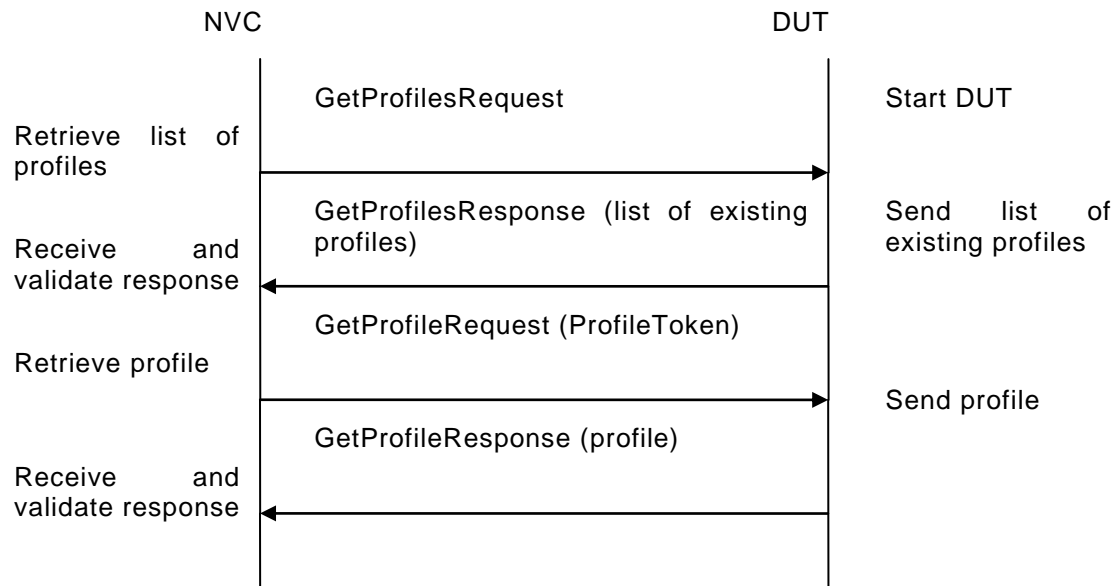 NVC DUT
GetProfilesRequest
Start DUT
Retrieve list of
profiles
GetProfilesResponse (list of existing
profiles)
Send list of
existing profiles
Receive and
validate response
GetProfileRequest (ProfileToken)
Retrieve profile
Send profile
GetProfileResponse (profile)
Receive and
validate response